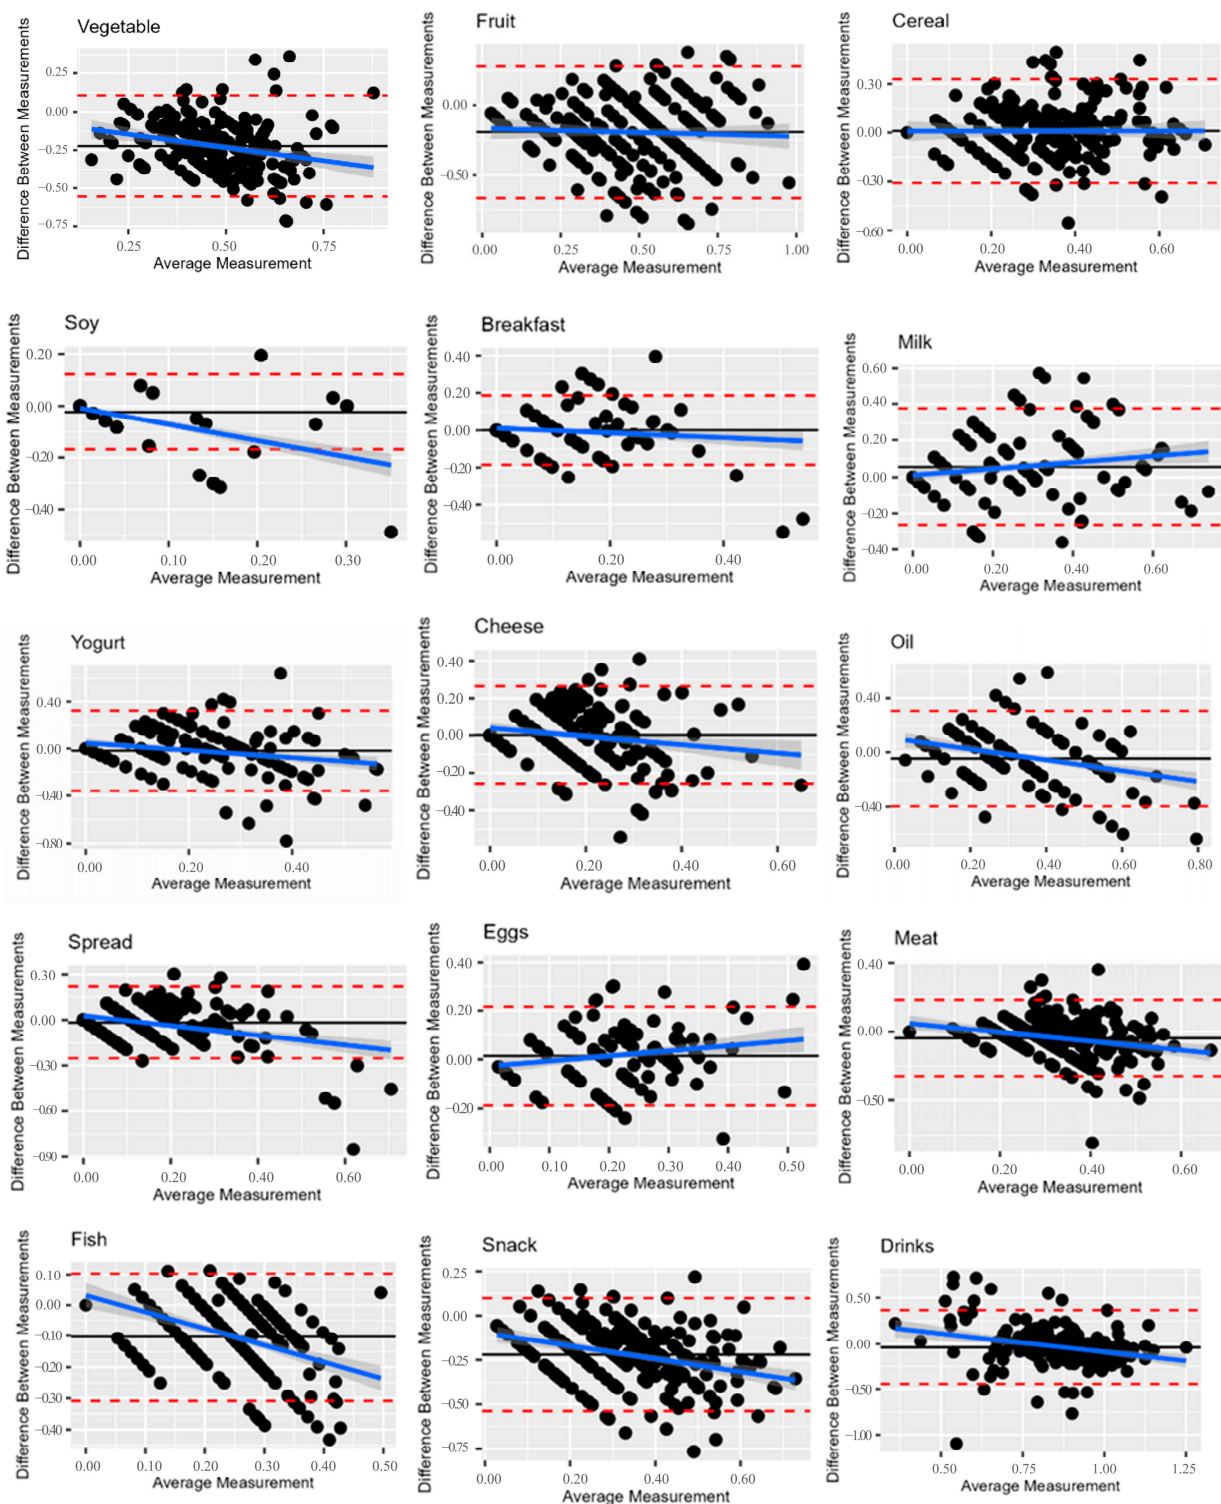 Vegetable
Difference Between Measurements
0.25
0.00
−0.25
−0.50
−0.75
0.25
0.50
0.75
Average Measurement
Fruit
Difference Between Measurements
0.00
−0.50
0.00
0.25
0.50
0.75
1.00
Average Measurement
Cereal
Difference Between Measurements
0.30
0.00
−0.30
−0.60
0.00
0.20
0.40
0.60
Average Measurement
Soy
Difference Between Measurements
0.20
0.00
−0.20
−0.40
0.00
0.10
0.20
0.30
Average Measurement
Breakfast
Difference Between Measurements
0.40
0.20
0.00
−0.20
−0.40
0.00
0.20
0.40
Average Measurement
Milk
Difference Between Measurements
0.60
0.40
0.20
0.00
−0.20
−0.40
0.00
0.20
0.40
0.60
Average Measurement
Yogurt
Difference Between Measurements
0.40
0.00
−0.40
−0.80
0.00
0.20
0.40
Average Measurement
Cheese
Difference Between Measurements
0.40
0.20
0.00
−0.20
−0.40
0.00
0.20
0.40
0.60
Average Measurement
Oil
Difference Between Measurements
0.40
0.00
−0.40
0.00
0.20
0.40
0.60
0.80
Average Measurement
Spread
Difference Between Measurements
0.30
0.00
−0.30
−0.60
−090
0.00
0.20
0.40
0.60
Average Measurement
Eggs
Difference Between Measurements
0.40
0.20
0.00
−0.20
0.00
0.10
0.20
0.30
0.40
0.50
Average Measurement
Meat
Difference Between Measurements
0.40
0.00
−0.50
0.00
0.20
0.40
0.60
Average Measurement
Fish
Difference Between Measurements
0.10
0.00
−0.10
−0.20
−0.30
−0.40
0.00
0.10
0.20
0.30
0.40
0.50
Average Measurement
Snack
Difference Between Measurements
0.25
0.00
−0.25
−0.50
−0.75
0.00
0.20
0.40
0.60
Average Measurement
Drinks
Difference Between Measurements
0.50
0.00
−0.50
−1.00
0.50
0.75
1.00
1.25
Average Measurement